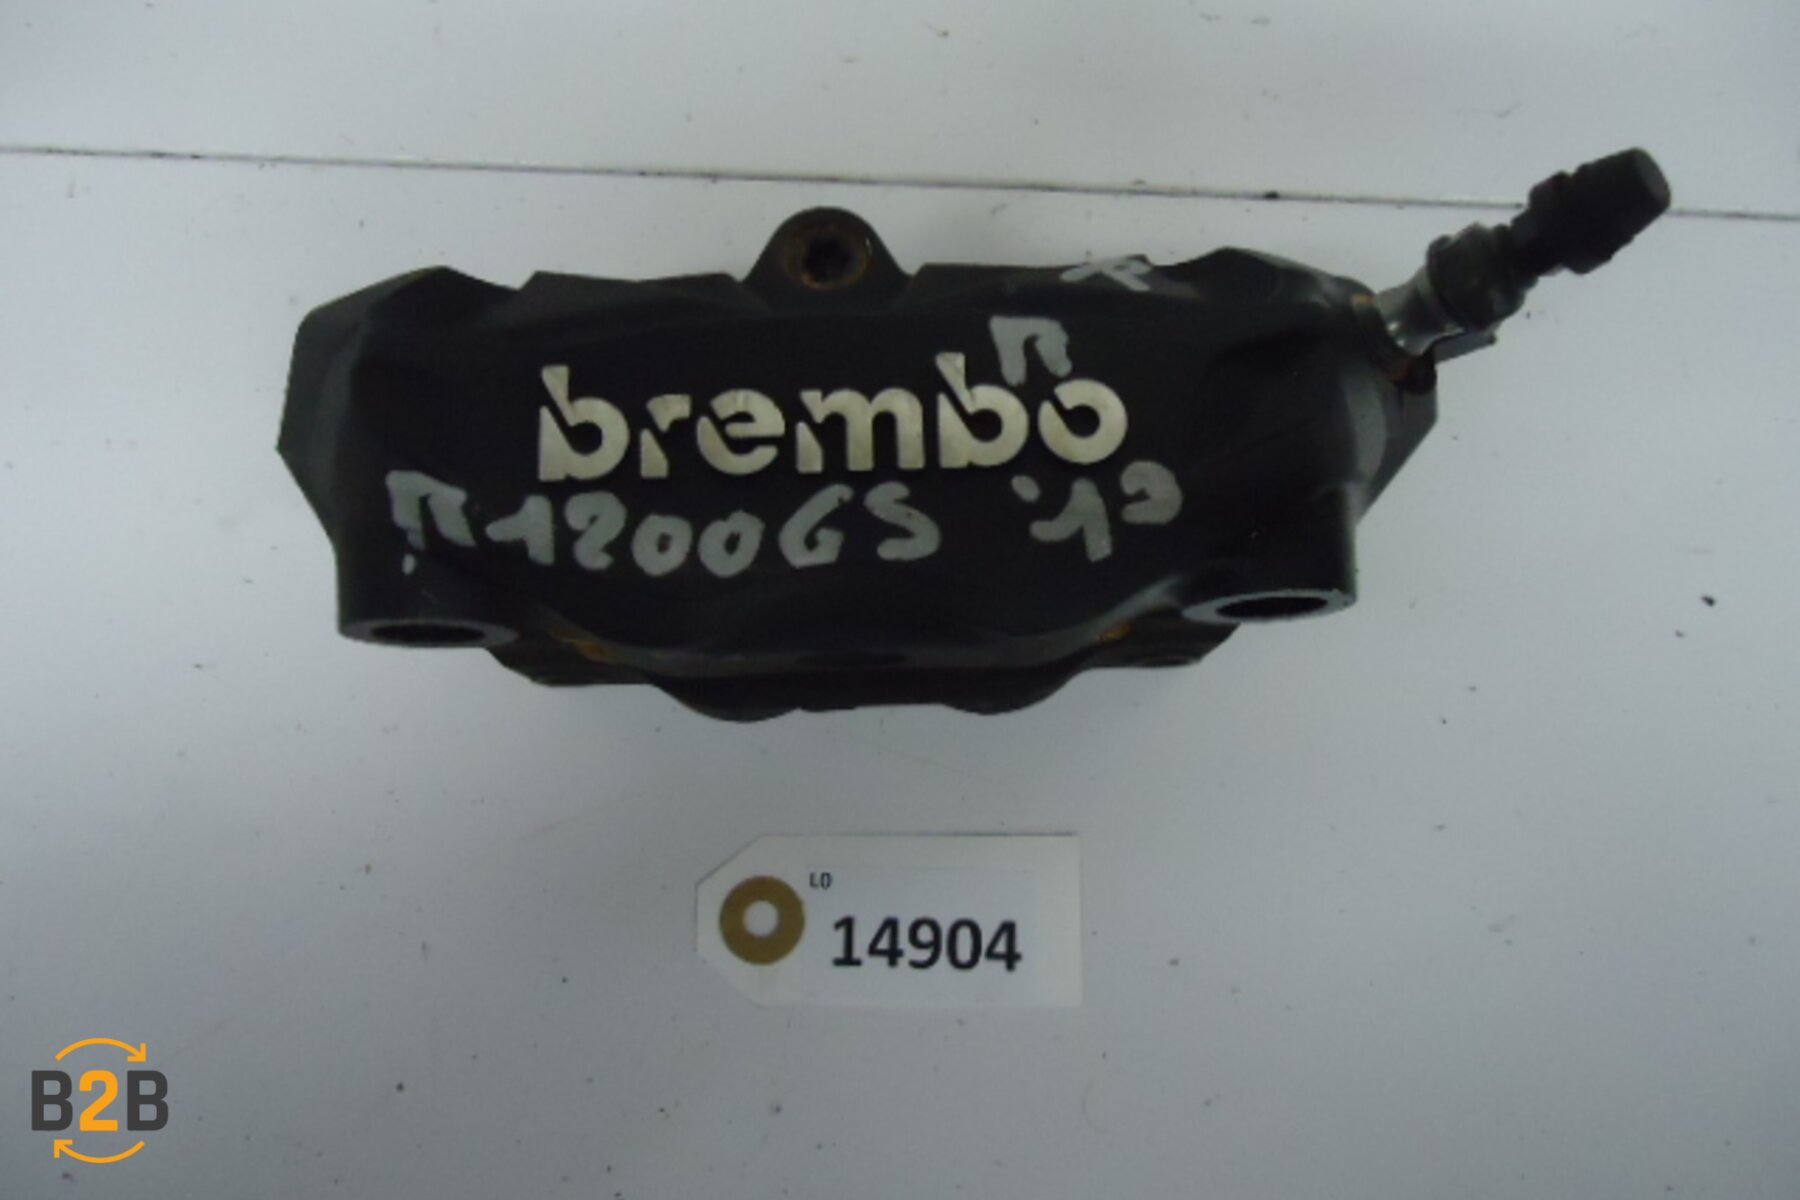 R
brembo
R1200GS '13
LO
14904
B2B